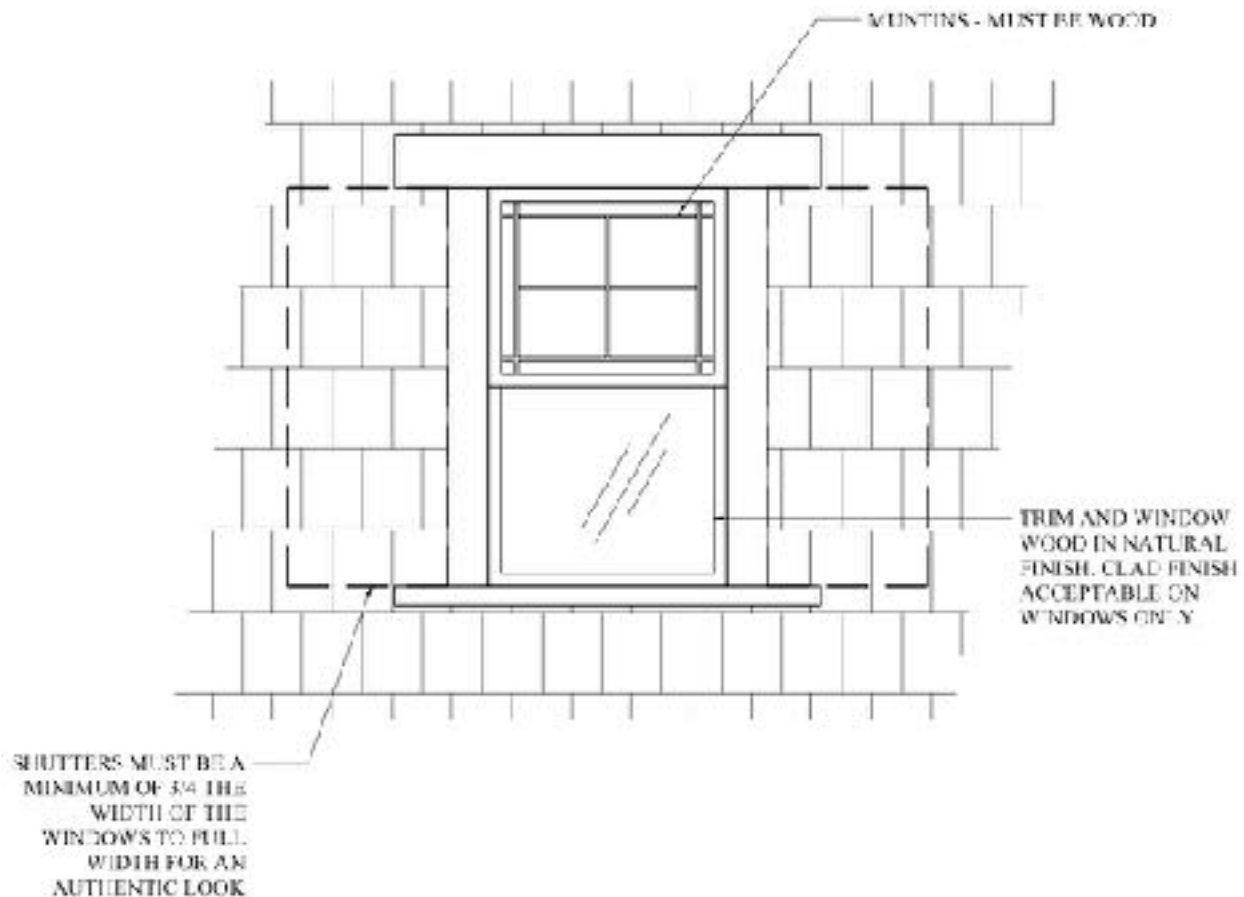 MUNTINS - MUST BE WOOD
TRIM AND WINDOW
WOOD IN NATURAL
FINISH. CLAD FINISH
ACCEPTABLE ON
WINDOWS ONLY
SHUTTERS MUST BE A
MINIMUM OF 3/4 THE
WIDTH OF THE
WINDOWS TO FULL
WIDTH FOR AN
AUTHENTIC LOOK